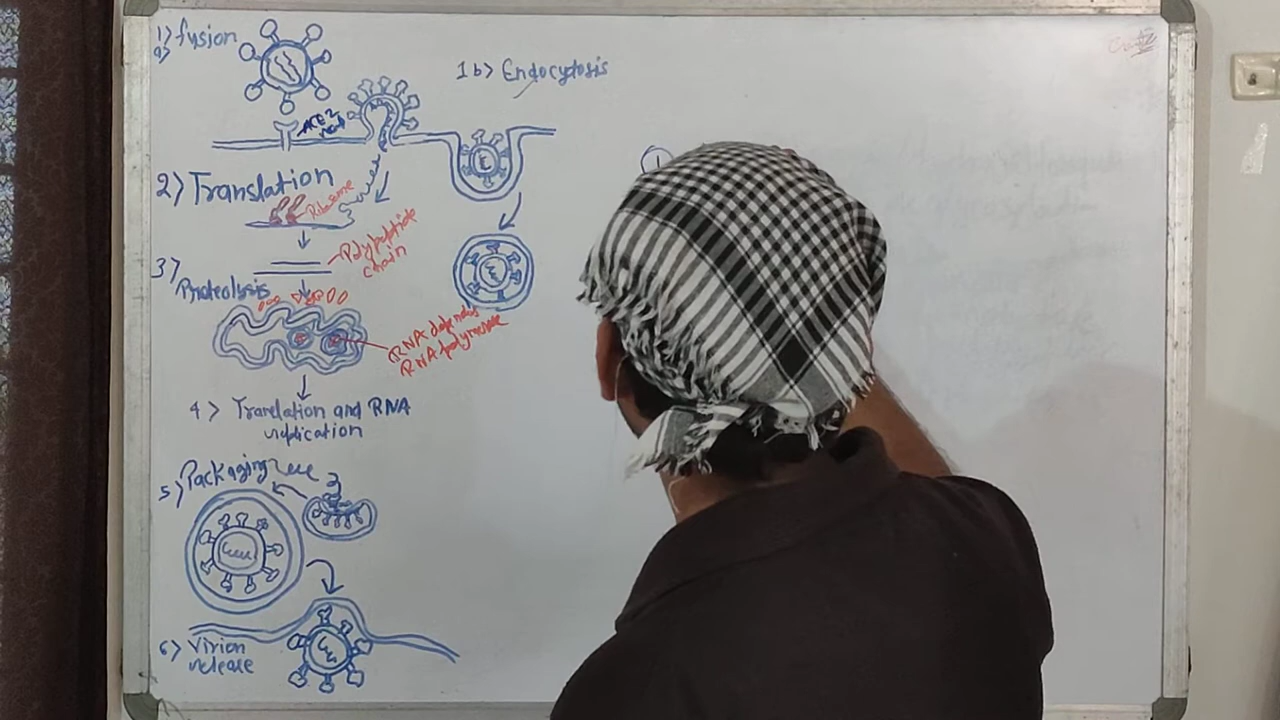 1) fusion
a)
1b> Endocytosis
ACE2
2) Translation
Ribosome
Polypeptide
chain
3)
Proteolysis
RNA dependent
RNA polymerase
4> Translation and RNA
replication
5) Packaging
6> Virion
release
1